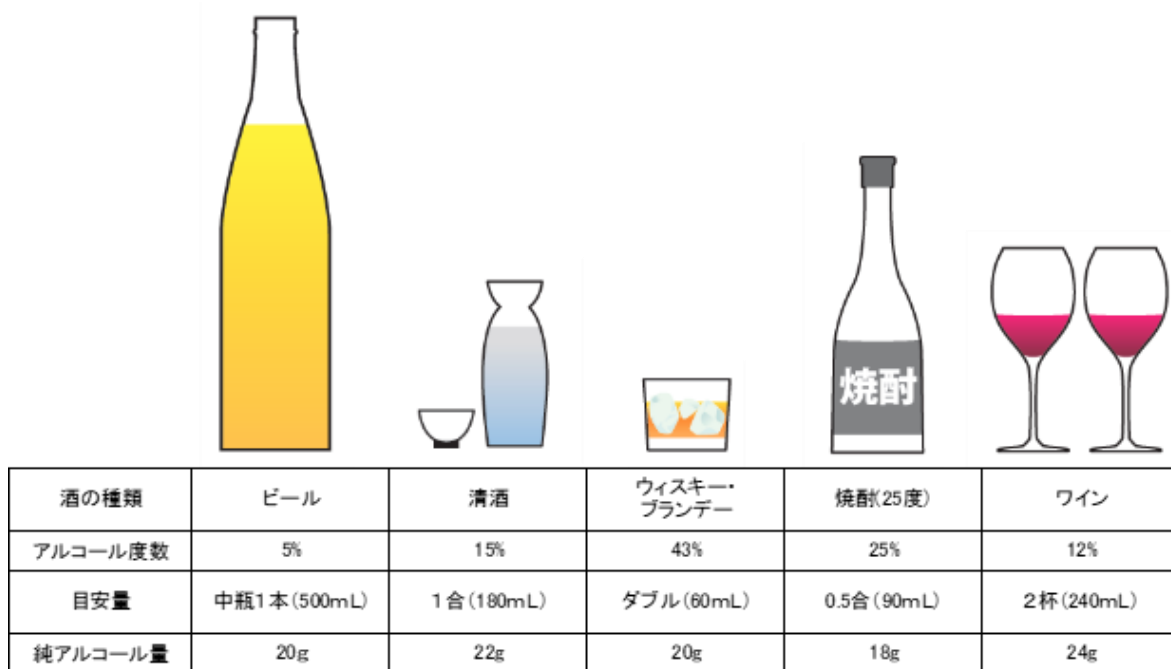 焼酎
酒の種類 ビール 清酒 ウィスキー・ブランデー 焼酎(25度) ワイン
アルコール度数 5% 15% 43% 25% 12%
目安量 中瓶1本(500mL) 1合(180mL) ダブル(60mL) 0.5合(90mL) 2杯(240mL)
純アルコール量 20g 22g 20g 18g 24g